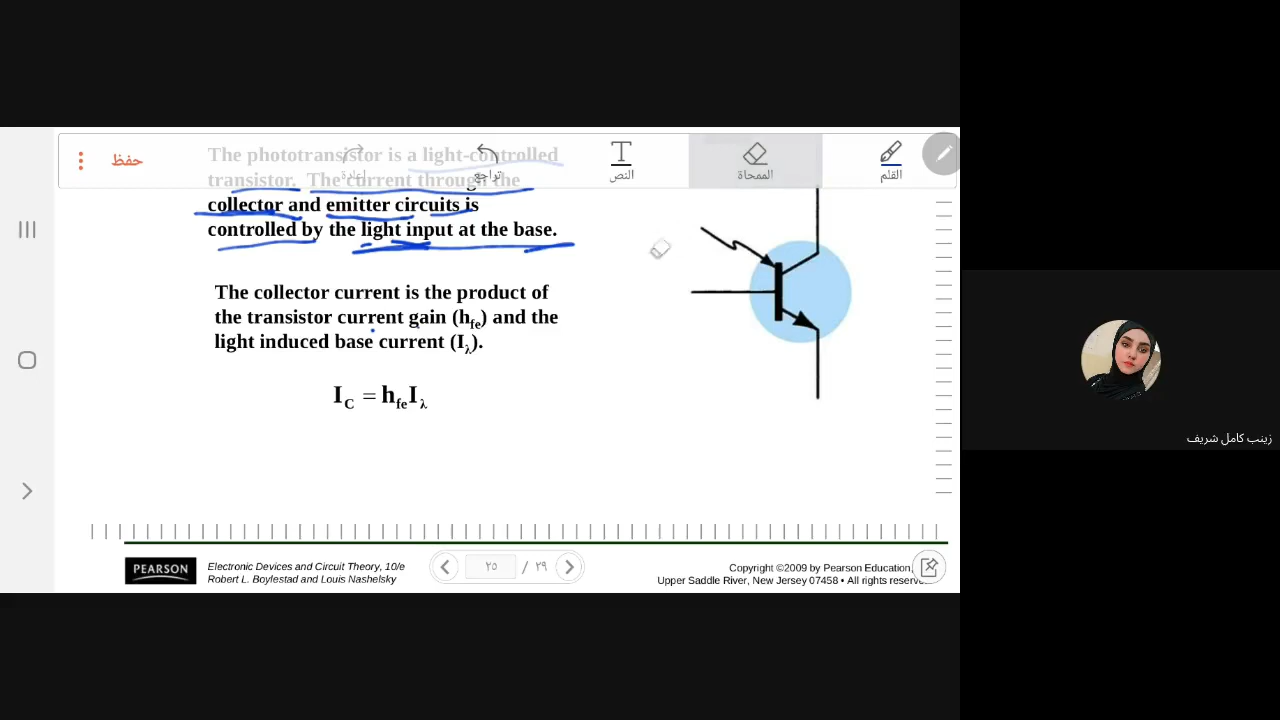 حفظ
إعادة
تراجع
النص
الممحاة
القلم
The phototransistor is a light-controlled
transistor. The current through the
collector and emitter circuits is
controlled by the light input at the base.
The collector current is the product of
the transistor current gain (hfe) and the
light induced base current (Iλ).
IC = hfeIλ
زينب كامل شريف
PEARSON
Electronic Devices and Circuit Theory, 10/e
Robert L. Boylestad and Louis Nashelsky
٢٥ / ٢٩
Copyright ©2009 by Pearson Education,
Upper Saddle River, New Jersey 07458 • All rights